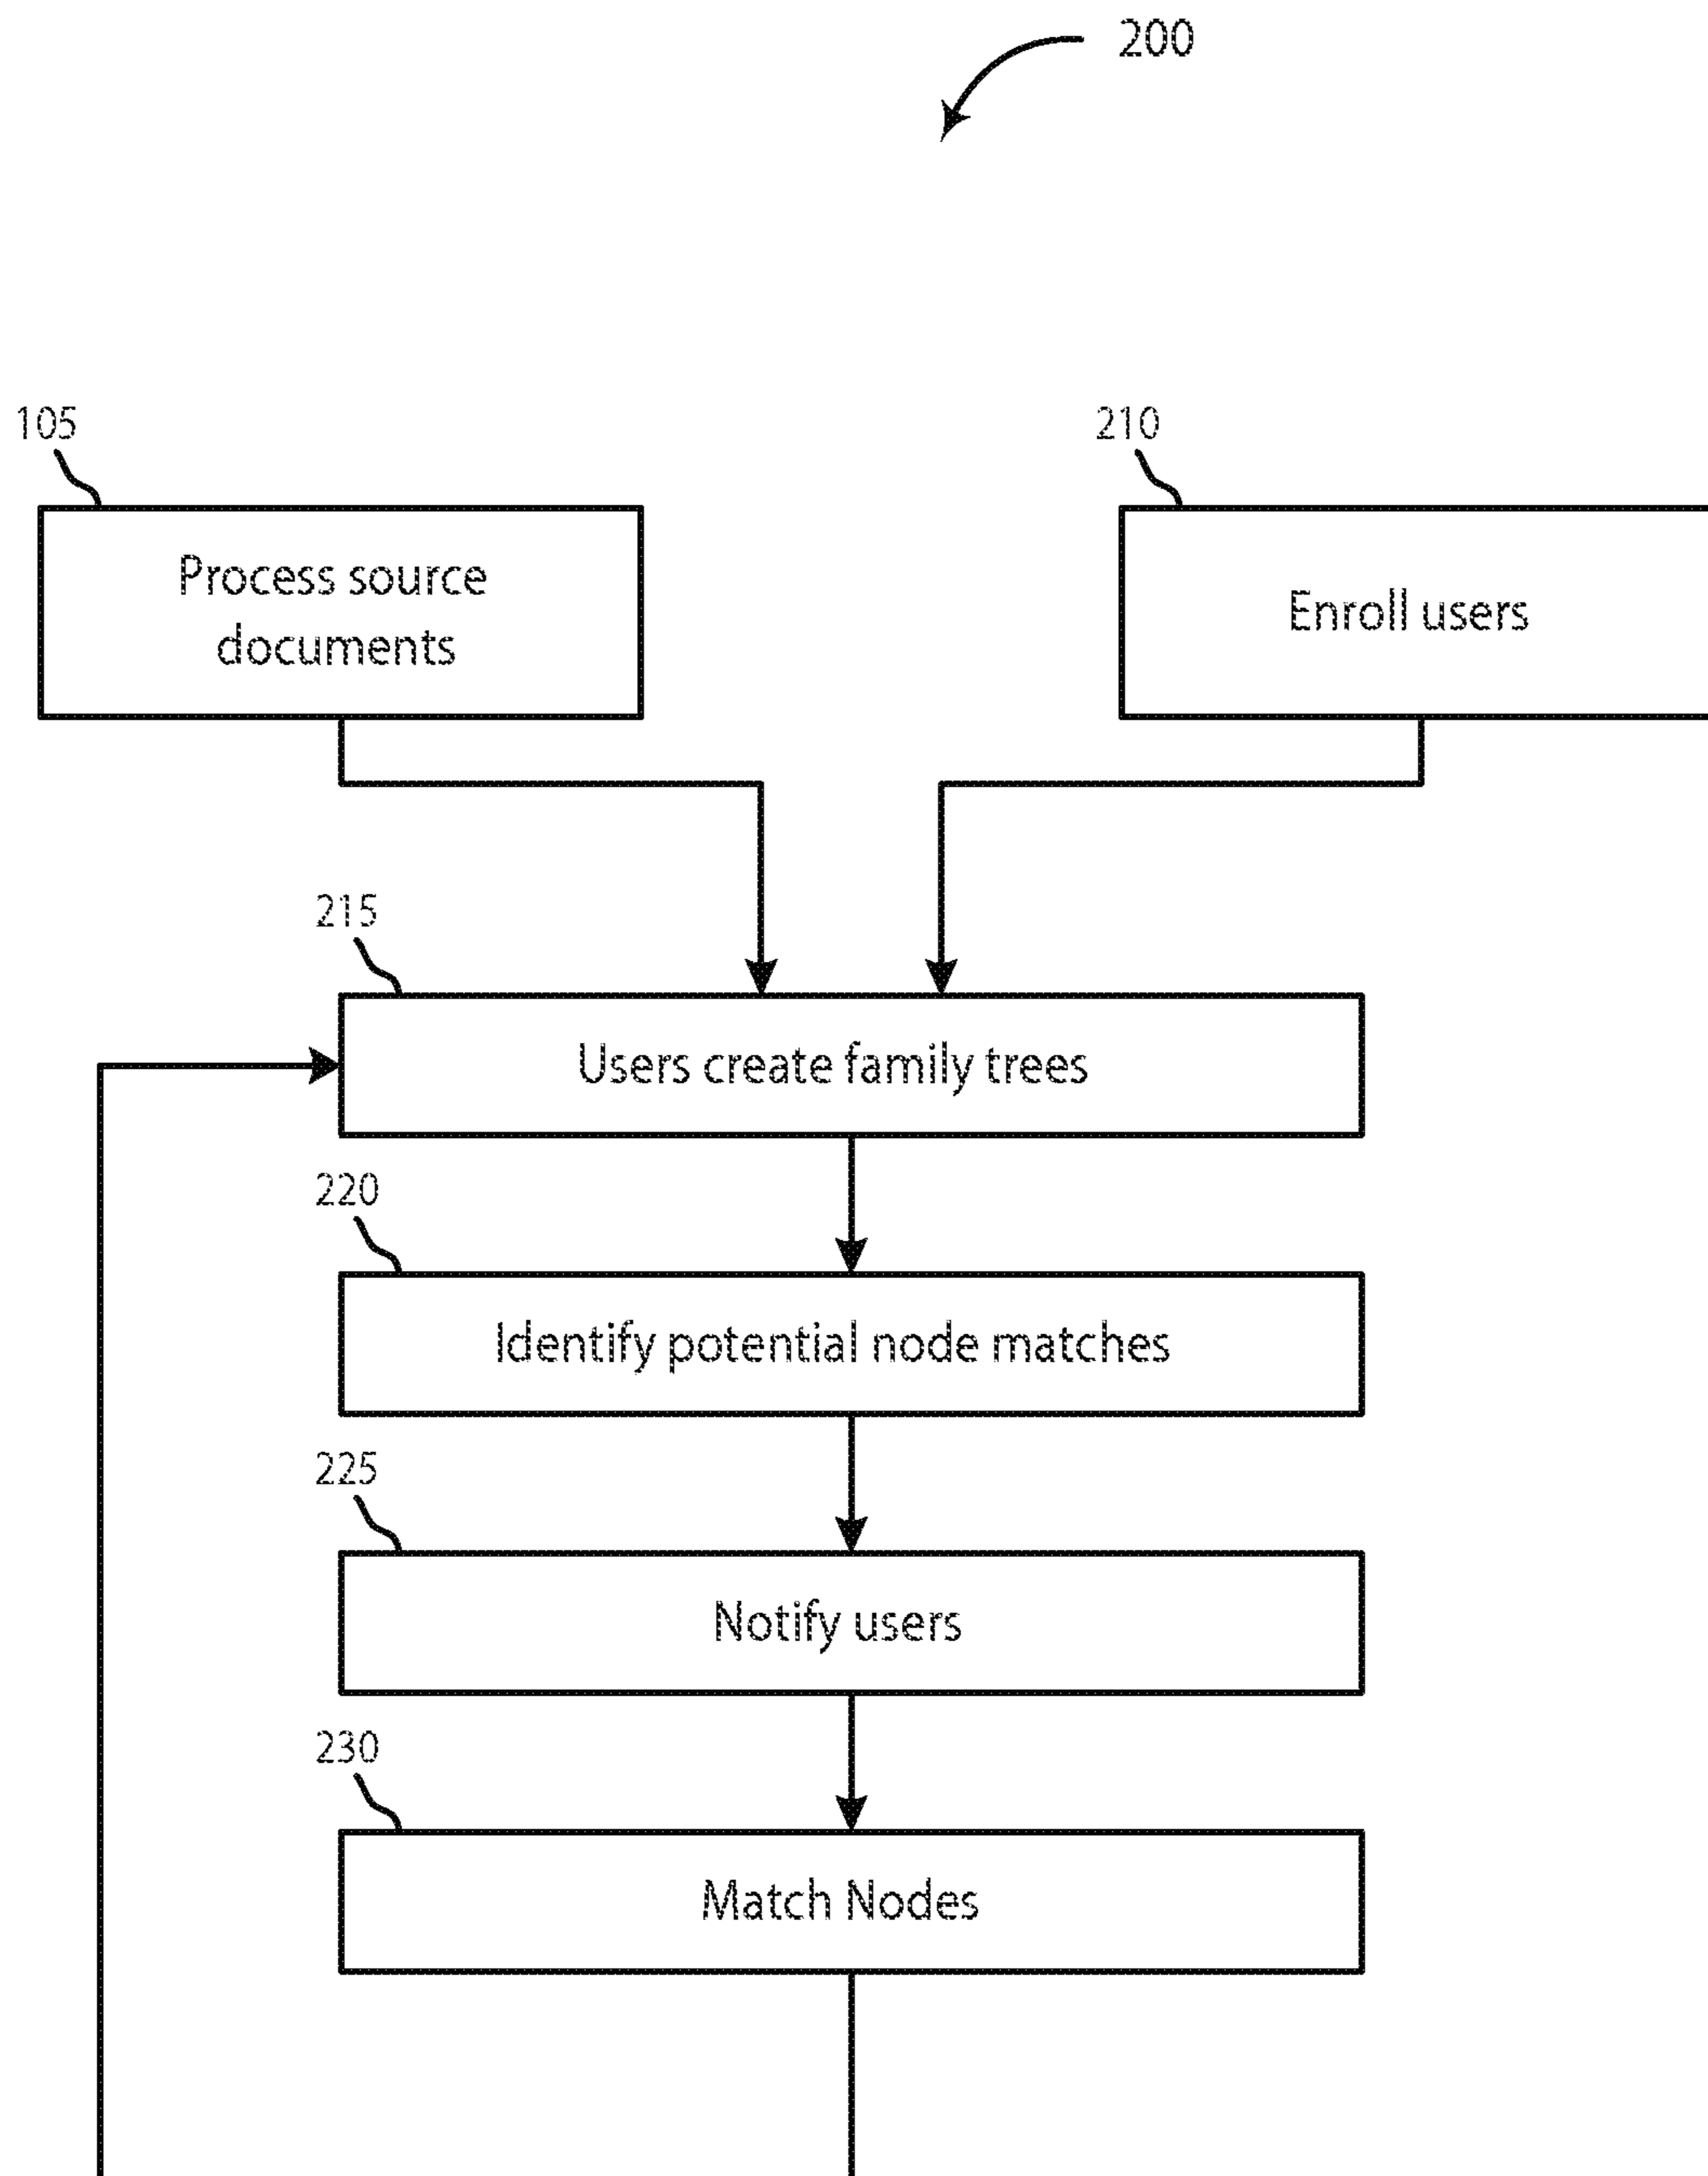 200
105
210
Process source
documents
Enroll users
215
Users create family trees
220
Identify potential node matches
225
Notify users
230
Match Nodes